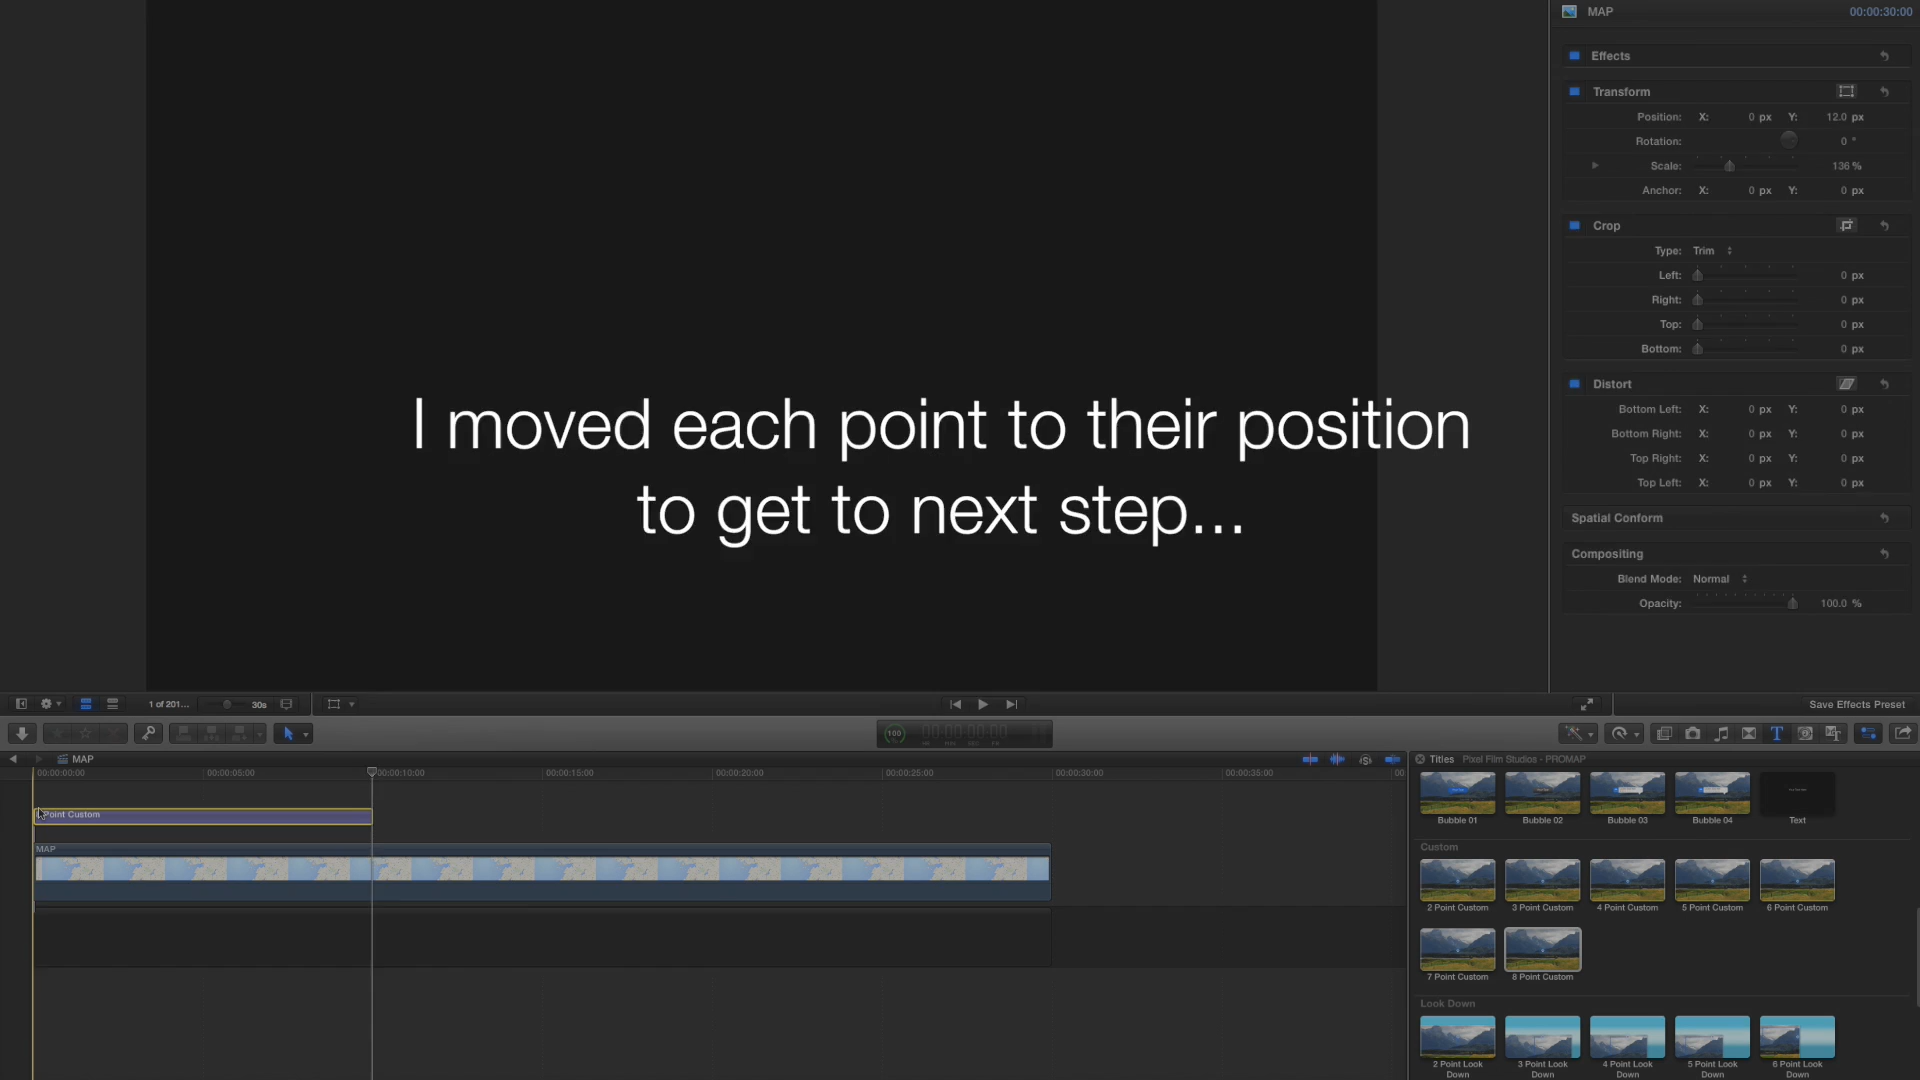 MAP 00:00:30:00
Effects
Transform
Position: X: 0 px Y: 12.0 px
Rotation: 0 °
Scale: 136 %
Anchor: X: 0 px Y: 0 px
Crop
Type: Trim
Left: 0 px
Right: 0 px
Top: 0 px
Bottom: 0 px
Distort
Bottom Left: X: 0 px Y: 0 px
Bottom Right: X: 0 px Y: 0 px
Top Right: X: 0 px Y: 0 px
Top Left: X: 0 px Y: 0 px
Spatial Conform
Compositing
Blend Mode: Normal
Opacity: 100.0 %
I moved each point to their position
to get to next step...
1 of 201... 30s
Save Effects Preset
100
MAP
00:00:00:00 00:00:05:00 00:00:10:00 00:00:15:00 00:00:20:00 00:00:25:00 00:00:30:00 00:00:35:00 00
Point Custom
MAP
Titles Pixel Film Studios - PROMAP
Bubble 01 Bubble 02 Bubble 03 Bubble 04 Text
Custom
2 Point Custom 3 Point Custom 4 Point Custom 5 Point Custom 6 Point Custom
7 Point Custom 8 Point Custom
Look Down
2 Point Look Down 3 Point Look Down 4 Point Look Down 5 Point Look Down 6 Point Look Down